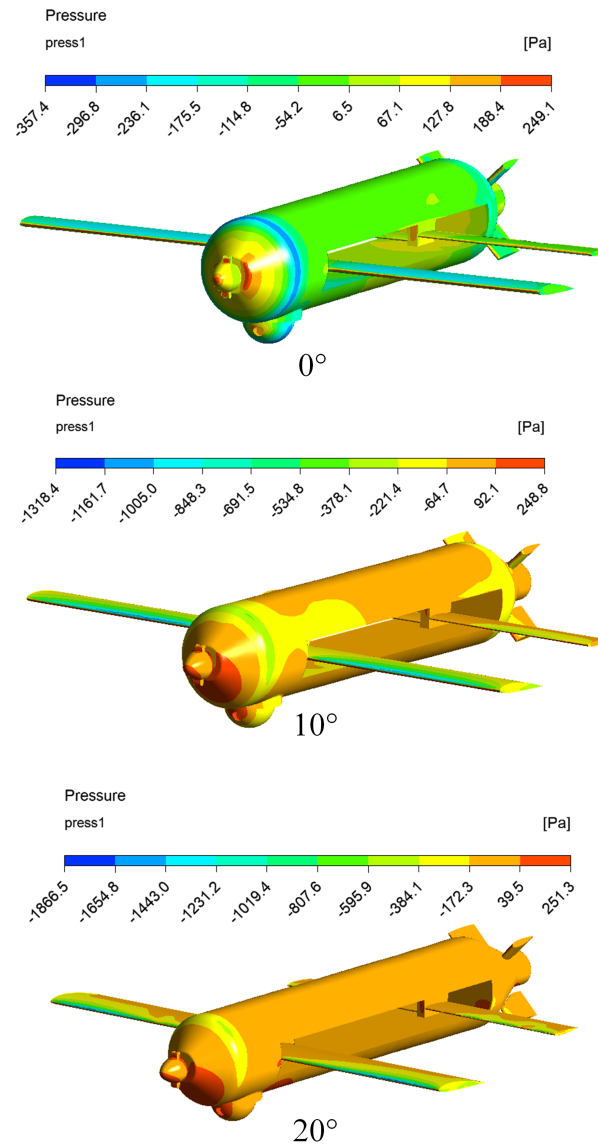 Pressure
press1 [Pa]
-357.4 -296.8 -236.1 -175.5 -114.8 -54.2 6.5 67.1 127.8 188.4 249.1
0°
Pressure
press1 [Pa]
-1318.4 -1161.7 -1005.0 -848.3 -691.5 -534.8 -378.1 -221.4 -64.7 92.1 248.8
10°
Pressure
press1 [Pa]
-1866.5 -1654.8 -1443.0 -1231.2 -1019.4 -807.6 -595.9 -384.1 -172.3 39.5 251.3
20°